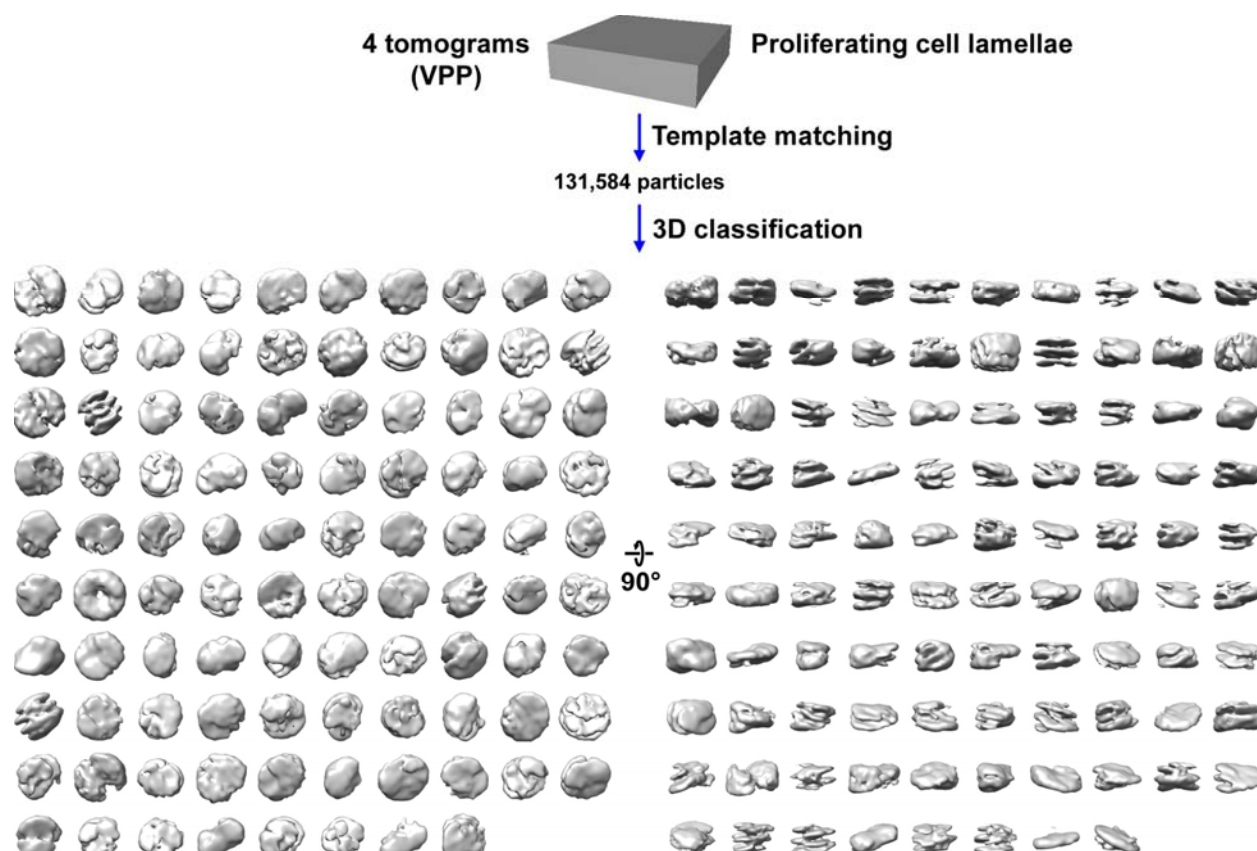 4 tomograms
(VPP)
Proliferating cell lamellae
Template matching
131,584 particles
3D classification
90°